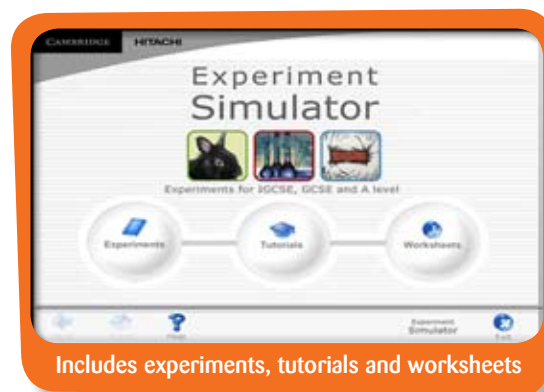 CAMBRIDGE HITACHI
Experiment
Simulator
Experiments for IGCSE, GCSE and A level
Experiments Tutorials Worksheets
Help Experiment
Simulator Exit
Includes experiments, tutorials and worksheets